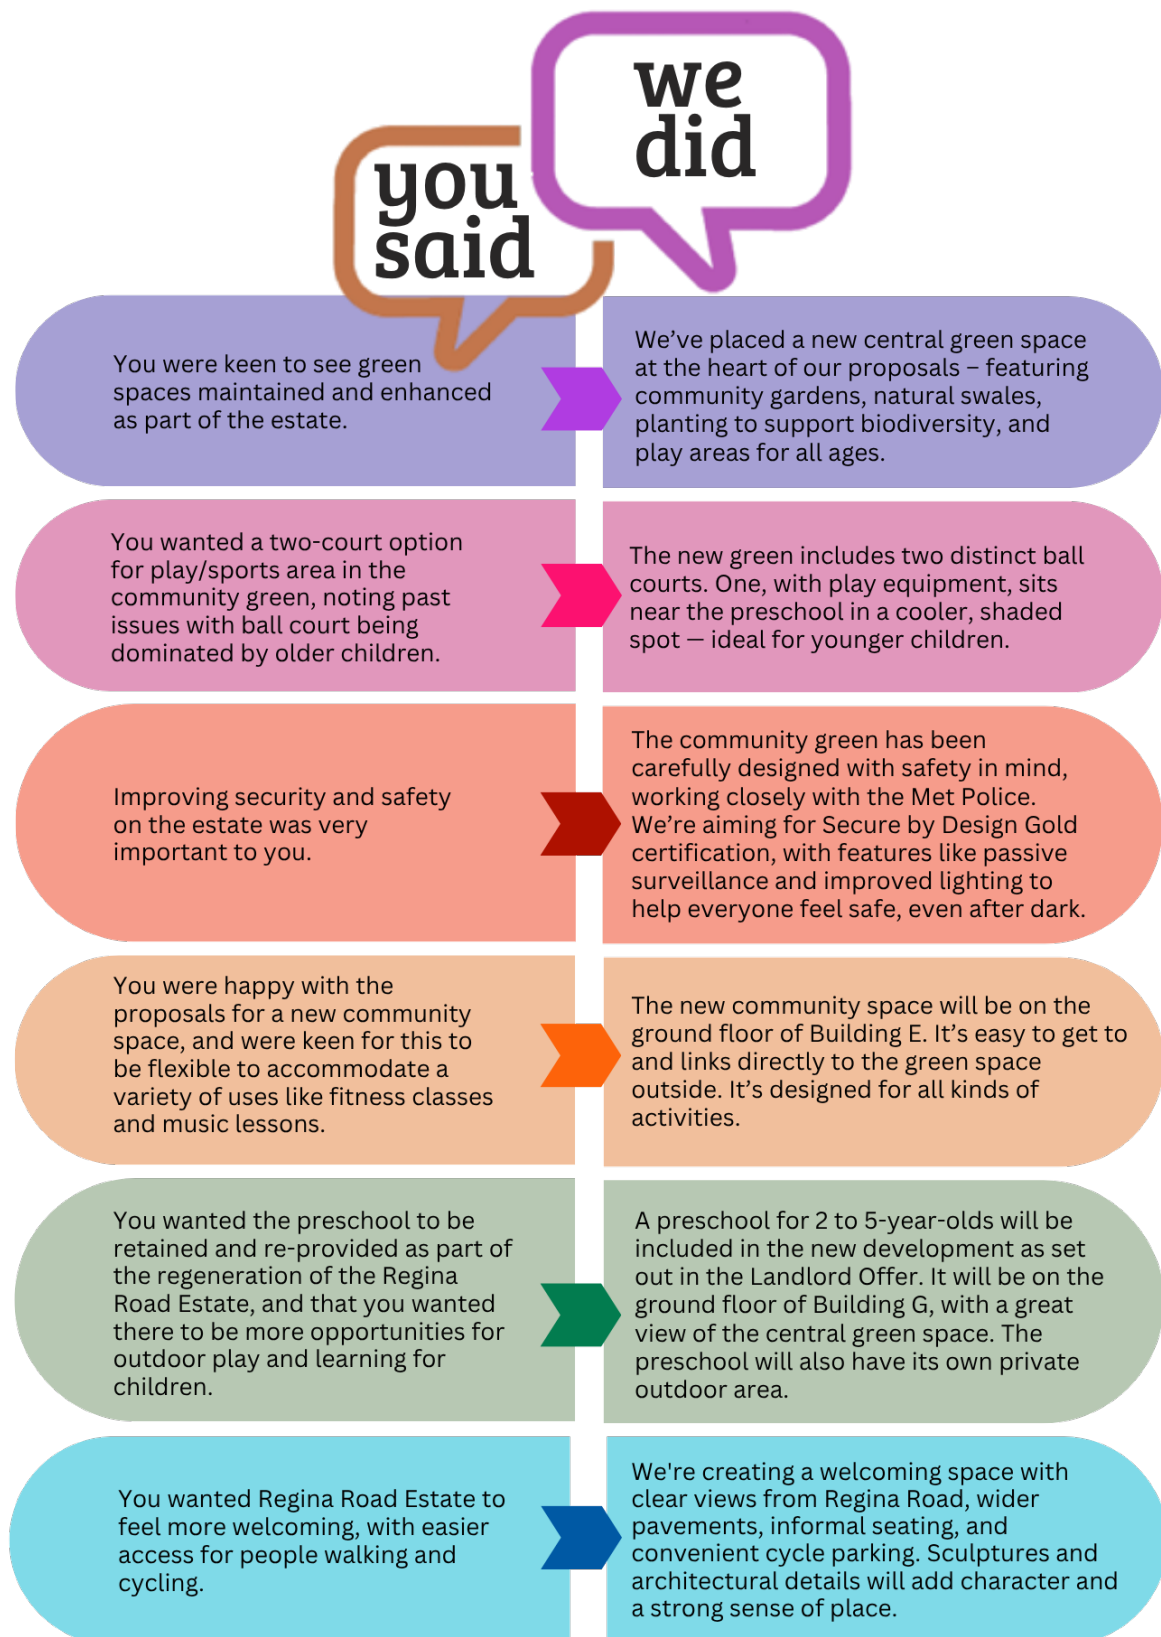 we
did
you
said
You were keen to see green
spaces maintained and enhanced
as part of the estate.
We’ve placed a new central green space
at the heart of our proposals – featuring
community gardens, natural swales,
planting to support biodiversity, and
play areas for all ages.
You wanted a two-court option
for play/sports area in the
community green, noting past
issues with ball court being
dominated by older children.
The new green includes two distinct ball
courts. One, with play equipment, sits
near the preschool in a cooler, shaded
spot — ideal for younger children.
Improving security and safety
on the estate was very
important to you.
The community green has been
carefully designed with safety in mind,
working closely with the Met Police.
We’re aiming for Secure by Design Gold
certification, with features like passive
surveillance and improved lighting to
help everyone feel safe, even after dark.
You were happy with the
proposals for a new community
space, and were keen for this to
be flexible to accommodate a
variety of uses like fitness classes
and music lessons.
The new community space will be on the
ground floor of Building E. It’s easy to get to
and links directly to the green space
outside. It’s designed for all kinds of
activities.
You wanted the preschool to be
retained and re-provided as part of
the regeneration of the Regina
Road Estate, and that you wanted
there to be more opportunities for
outdoor play and learning for
children.
A preschool for 2 to 5-year-olds will be
included in the new development as set
out in the Landlord Offer. It will be on the
ground floor of Building G, with a great
view of the central green space. The
preschool will also have its own private
outdoor area.
You wanted Regina Road Estate to
feel more welcoming, with easier
access for people walking and
cycling.
We're creating a welcoming space with
clear views from Regina Road, wider
pavements, informal seating, and
convenient cycle parking. Sculptures and
architectural details will add character and
a strong sense of place.